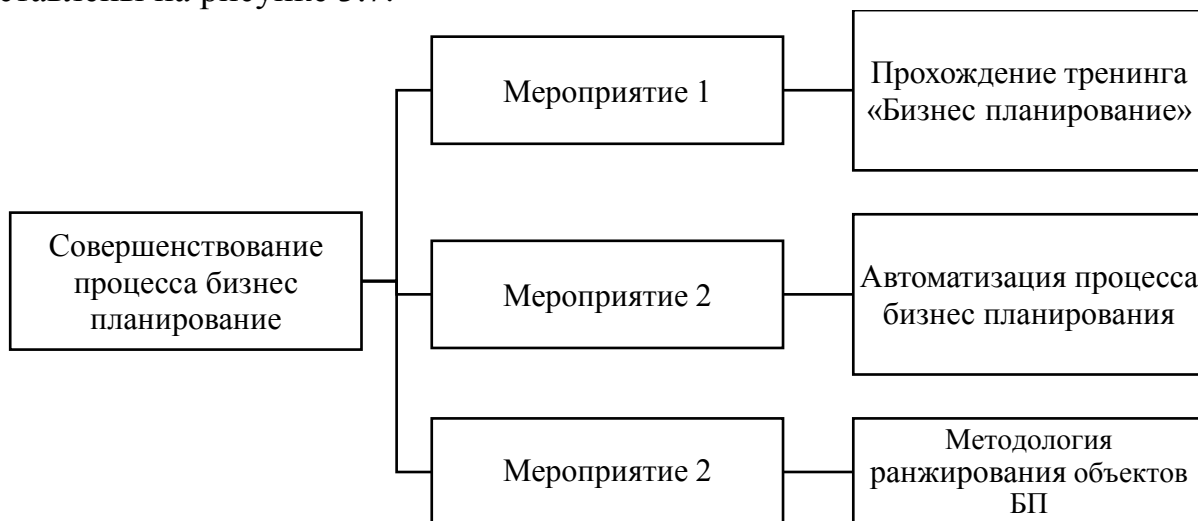 Мероприятие 1
Прохождение тренинга
«Бизнес планирование»
Совершенствование
процесса бизнес
планирование
Мероприятие 2
Автоматизация процесса
бизнес планирования
Мероприятие 2
Методология
ранжирования объектов
БП